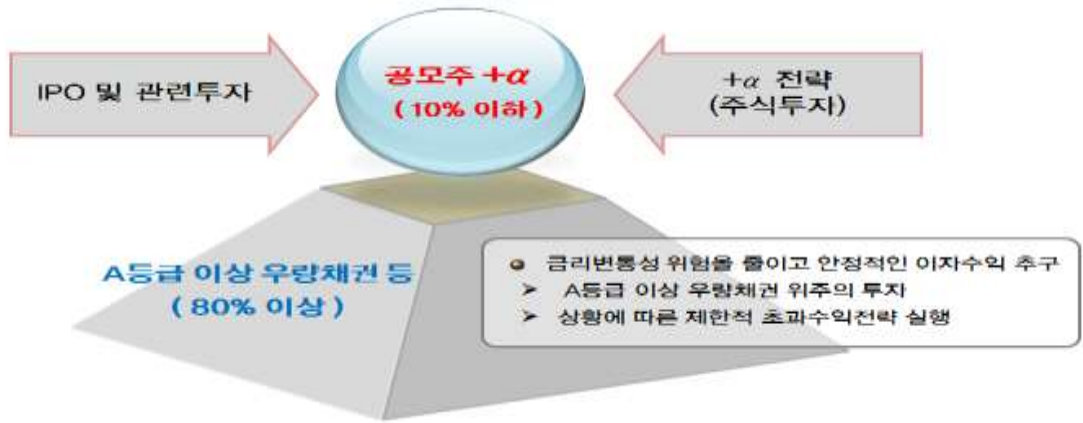 IPO 및 관련투자
공모주 +α
( 10% 이하 )
+α 전략
(주식투자)
A등급 이상 우량채권 등
( 80% 이상 )
● 금리변동성 위험을 줄이고 안정적인 이자수익 추구
➤ A등급 이상 우량채권 위주의 투자
➤ 상황에 따른 제한적 초과수익전략 실행